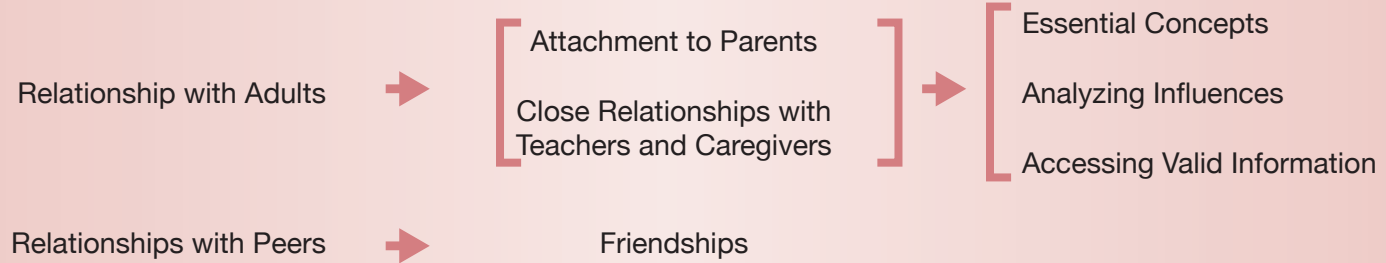 Relationship with Adults
Attachment to Parents
Close Relationships with
Teachers and Caregivers
Essential Concepts
Analyzing Influences
Accessing Valid Information
Relationships with Peers
Friendships